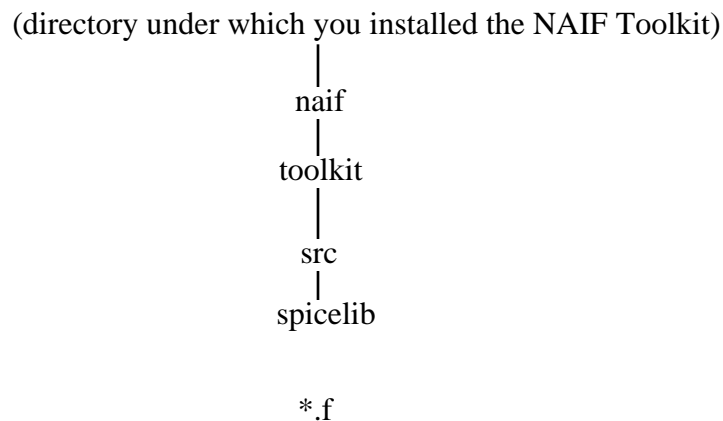 (directory under which you installed the NAIF Toolkit)
naif
toolkit
src
spicelib
*.f